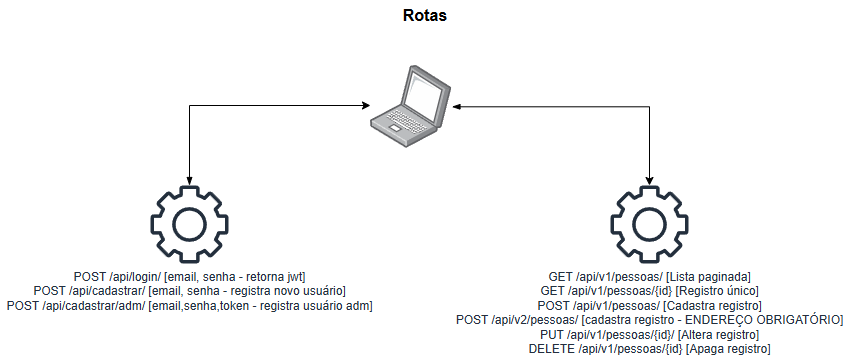 Rotas
POST /api/login/ [email, senha - retorna jwt]
POST /api/cadastrar/ [email, senha - registra novo usuário]
POST /api/cadastrar/adm/ [email,senha,token - registra usuário adm]
GET /api/v1/pessoas/ [Lista paginada]
GET /api/v1/pessoas/{id} [Registro único]
POST /api/v1/pessoas/ [Cadastra registro]
POST /api/v2/pessoas/ [cadastra registro - ENDEREÇO OBRIGATÓRIO]
PUT /api/v1/pessoas/{id}/ [Altera registro]
DELETE /api/v1/pessoas/{id} [Apaga registro]